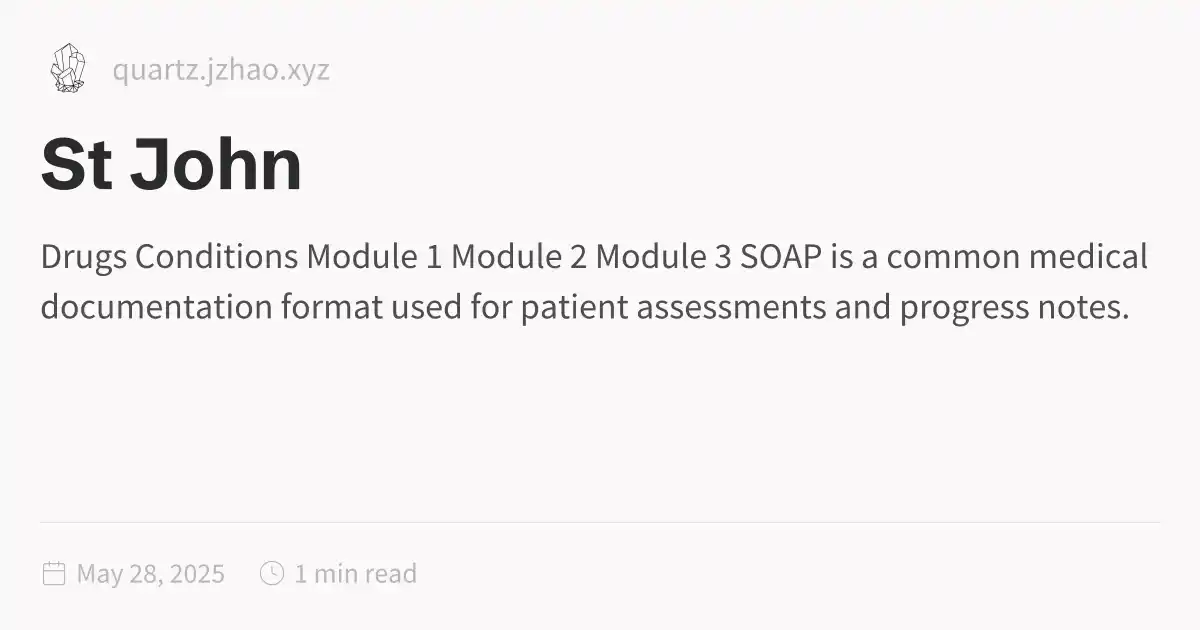 quartz.jzhao.xyz
St John
Drugs Conditions Module 1 Module 2 Module 3 SOAP is a common medical
documentation format used for patient assessments and progress notes.
May 28, 2025 1 min read